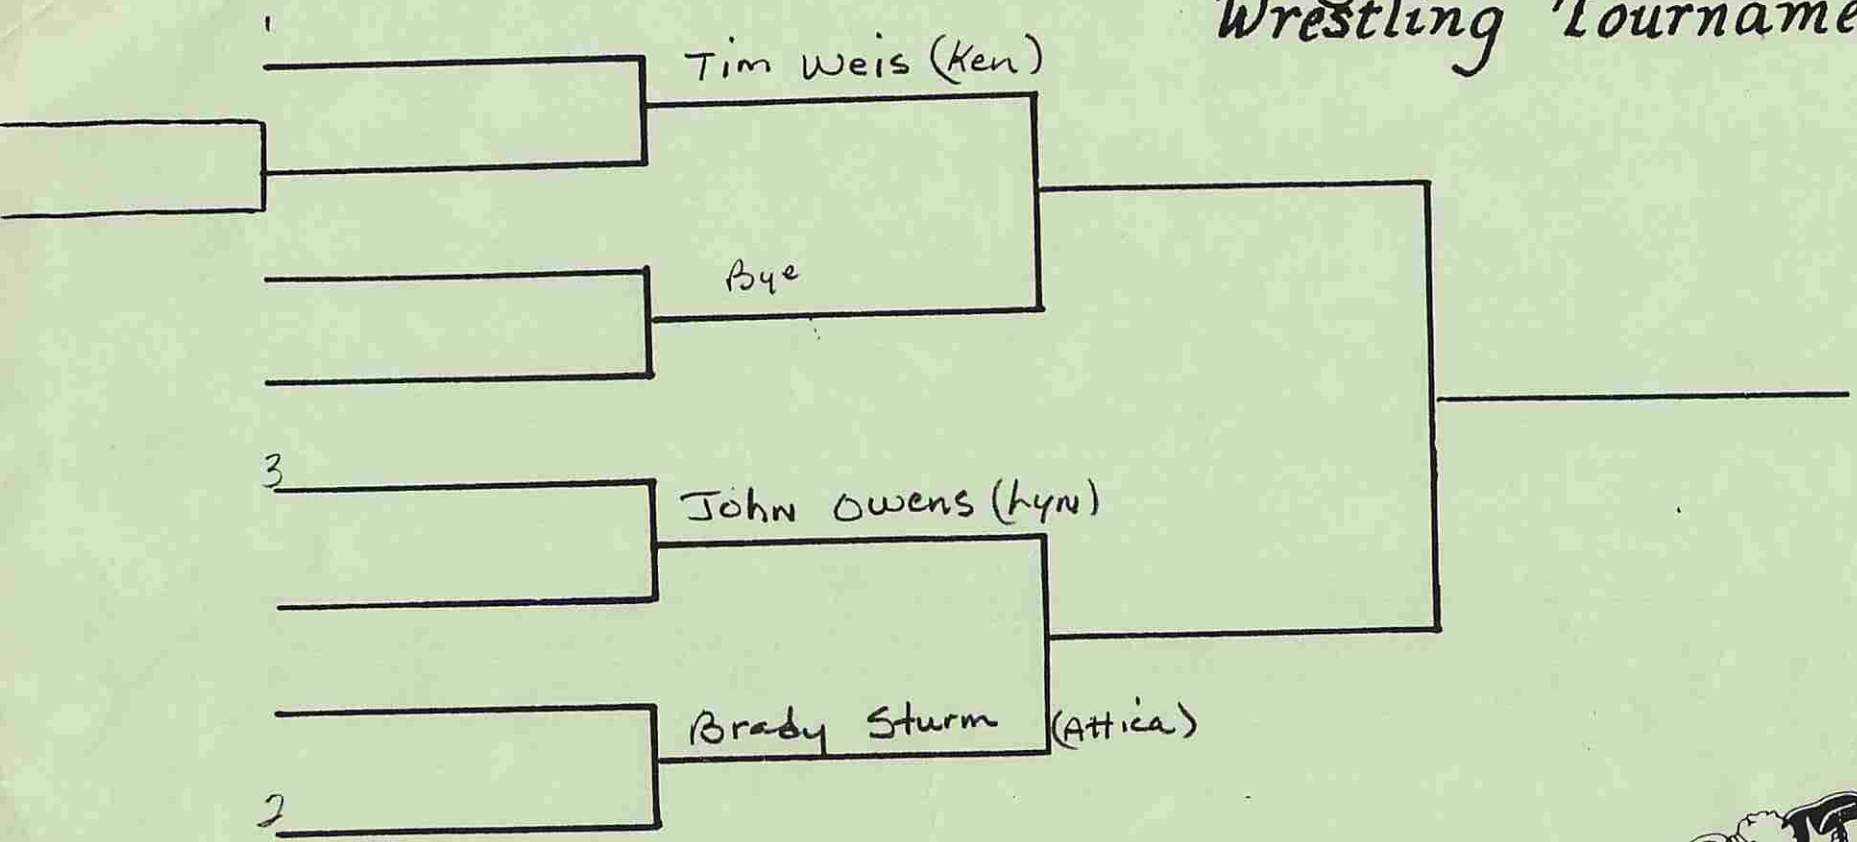 Wrestling Tourname
1
Tim Weis (Ken)
Bye
3
John Owens (Lyn)
Brady Sturm (Attica)
2